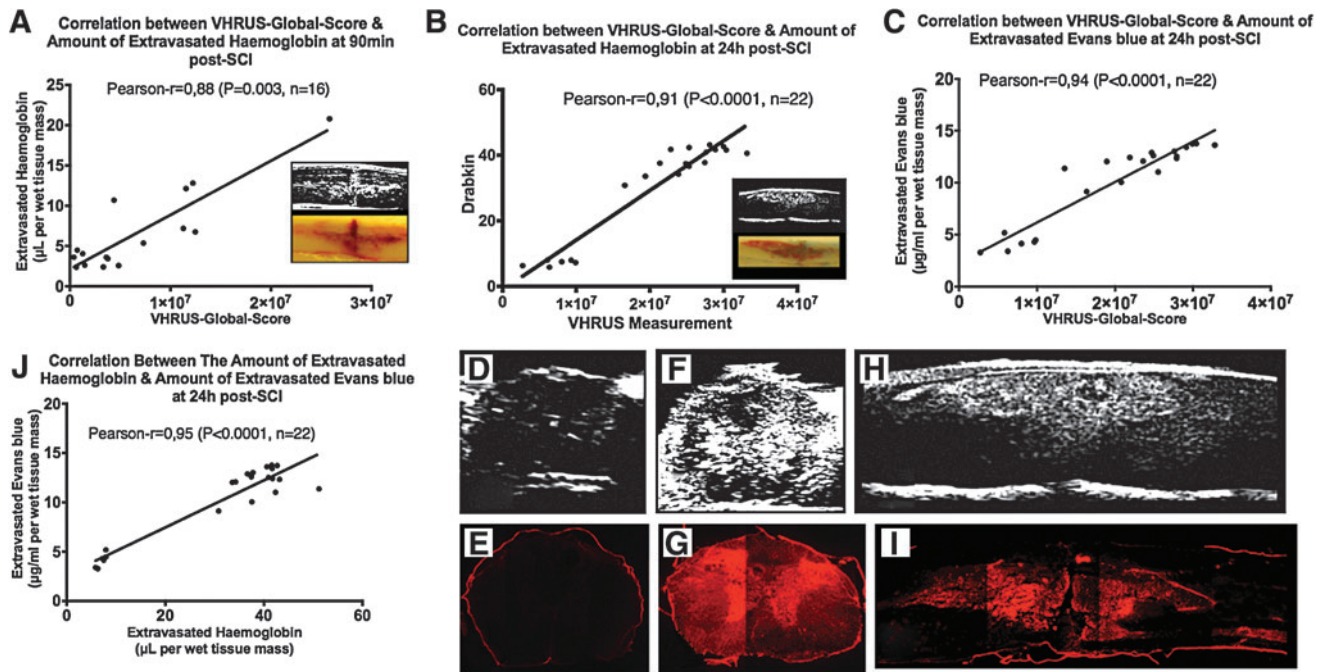 A
Correlation between VHRUS-Global-Score &
Amount of Extravasated Haemoglobin at 90min
post-SCI
Pearson-r=0,88 (P=0.003, n=16)
Extravasated Haemoglobin
(µL per wet tissue mass)
25
20
15
10
5
0
0
1×10⁷
2×10⁷
3×10⁷
VHRUS-Global-Score
B
Correlation between VHRUS-Global-Score & Amount of
Extravasated Haemoglobin at 24h post-SCI
Pearson-r=0,91 (P<0.0001, n=22)
Drabkin
60
40
20
0
0
1×10⁷
2×10⁷
3×10⁷
4×10⁷
VHRUS Measurement
C
Correlation between VHRUS-Global-Score & Amount of
Extravasated Evans blue at 24h post-SCI
Pearson-r=0,94 (P<0.0001, n=22)
Extravasated Evans blue
(µg/ml per wet tissue mass)
20
15
10
5
0
0
1×10⁷
2×10⁷
3×10⁷
4×10⁷
VHRUS-Global-Score
J
Correlation Between The Amount of Extravasated
Haemoglobin & Amount of Extravasated Evans blue
at 24h post-SCI
Pearson-r=0,95 (P<0.0001, n=22)
Extravasated Evans blue
(µg/ml per wet tissue mass)
20
15
10
5
0
0
20
40
60
Extravasated Haemoglobin
(µL per wet tissue mass)
D
F
H
E
G
I